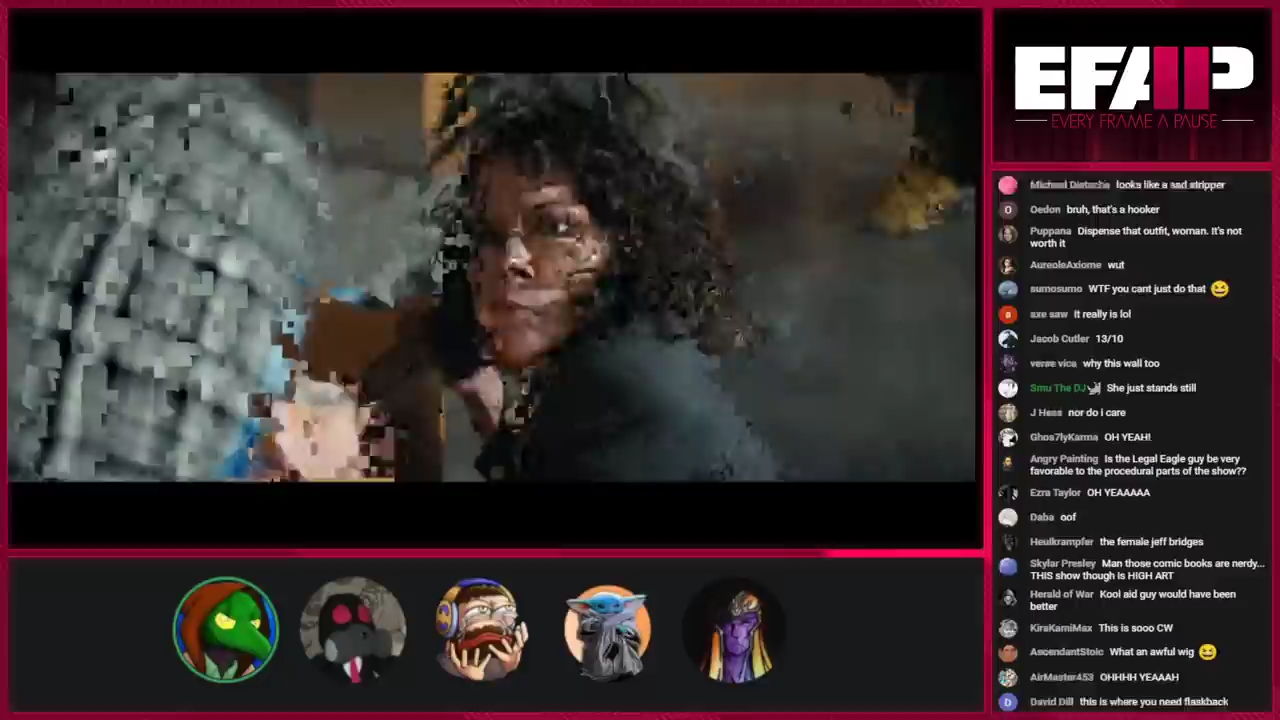 EFAP
EVERY FRAME A PAUSE
Michael Dietsche looks like a sad stripper
Oedon bruh, that's a hooker
Puppana Dispense that outfit, woman. It's not
worth it
AureoleAxiome wut
sumosumo WTF you cant just do that
axe saw It really is lol
Jacob Cutler 13/10
verse vica why this wall too
Smu The DJ She just stands still
J Hess nor do i care
Ghos7lyKarma OH YEAH!
Angry Painting Is the Legal Eagle guy be very
favorable to the procedural parts of the show??
Ezra Taylor OH YEAAAAA
Daba oof
Heulkrampfer the female jeff bridges
Skylar Presley Man those comic books are nerdy...
THIS show though is HIGH ART
Herald of War Kool aid guy would have been
better
KiraKamiMax This is sooo CW
AscendantStoic What an awful wig
AirMaster453 OHHHH YEAAAH
David Dill this is where you need flaskback